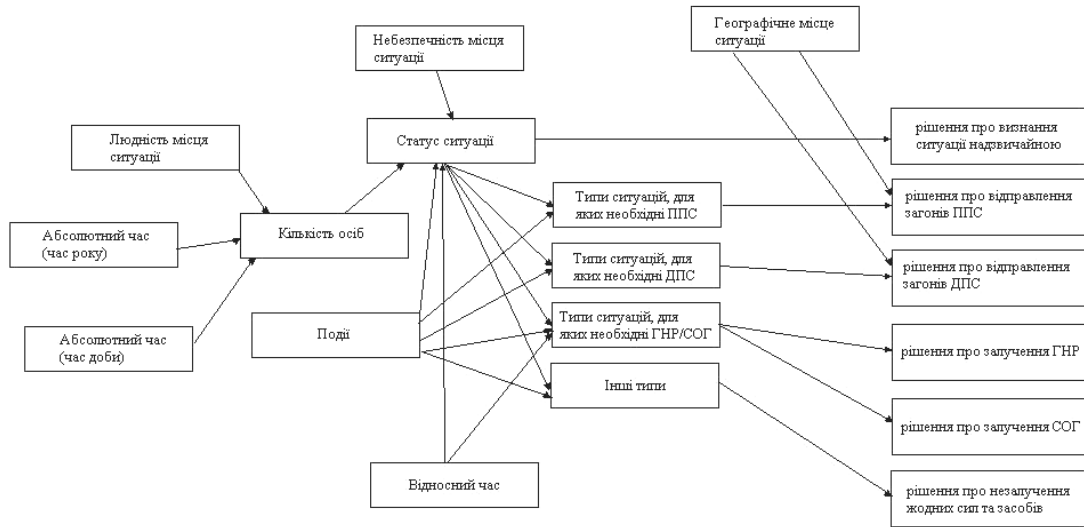 Небезпечність місця
ситуації
Географічне місце
ситуації
Людність місця
ситуації
Статус ситуації
рішення про визнання
ситуації надзвичайною
Типи ситуацій, для
яких необхідні ППС
рішення про відправлення
загонів ППС
Абсолютний час
(час року)
Кількість осіб
Типи ситуацій, для
яких необхідні ДПС
рішення про відправлення
загонів ДПС
Абсолютний час
(час доби)
Події
Типи ситуацій, для
яких необхідні ГНР/СОГ
рішення про залучення ГНР
Інші типи
рішення про залучення СОГ
Відносний час
рішення про незалучення
жодних сил та засобів